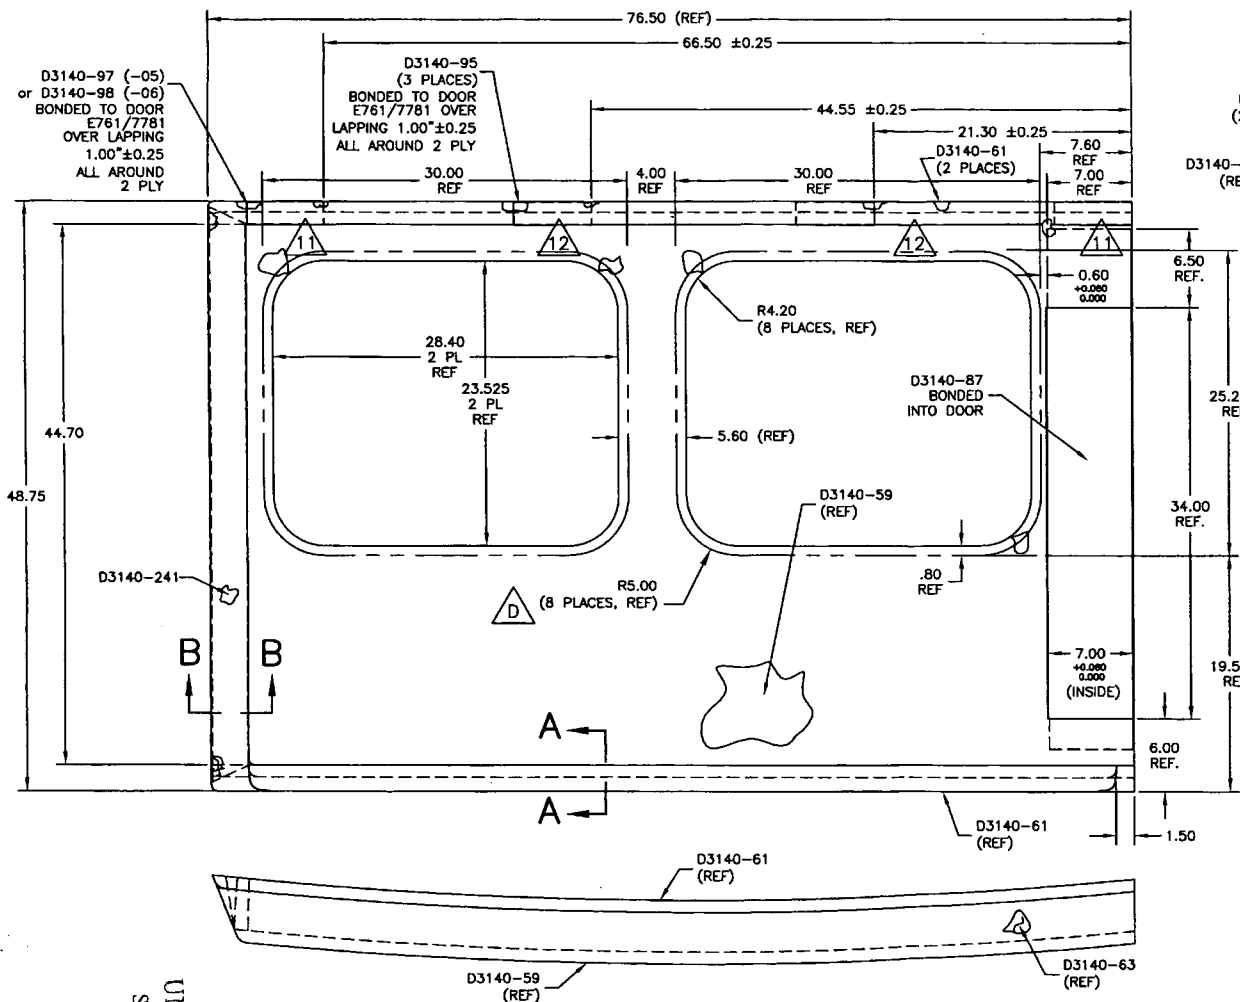 76.50 (REF)
66.50 ±0.25
D3140-97 (-05)
or D3140-98 (-06)
BONDED TO DOOR
E761/7781
OVER LAPPING
1.00"±0.25
ALL AROUND
2 PLY
D3140-95
(3 PLACES)
BONDED TO DOOR
E761/7781 OVER
LAPPING 1.00"±0.25
ALL AROUND 2 PLY
44.55 ±0.25
21.30 ±0.25
D3140-61
(2 PLACES)
7.60
REF
7.00
REF
30.00
REF
4.00
REF
30.00
REF
11
12
12
11
6.50
REF.
0.60
+0.060
0.000
R4.20
(8 PLACES, REF)
28.40
2 PL
REF
23.525
2 PL
REF
D3140-87
BONDED
INTO DOOR
25.2
44.70
5.60 (REF)
48.75
D3140-59
(REF)
34.00
REF.
D3140-241
R5.00
(8 PLACES, REF)
D
.80
REF
B B
7.00
+0.060
0.000
(INSIDE)
19.5
A
6.00
REF.
A
D3140-61
(REF)
1.50
D3140-61
(REF)
D3140-59
(REF)
D3140-63
(REF)